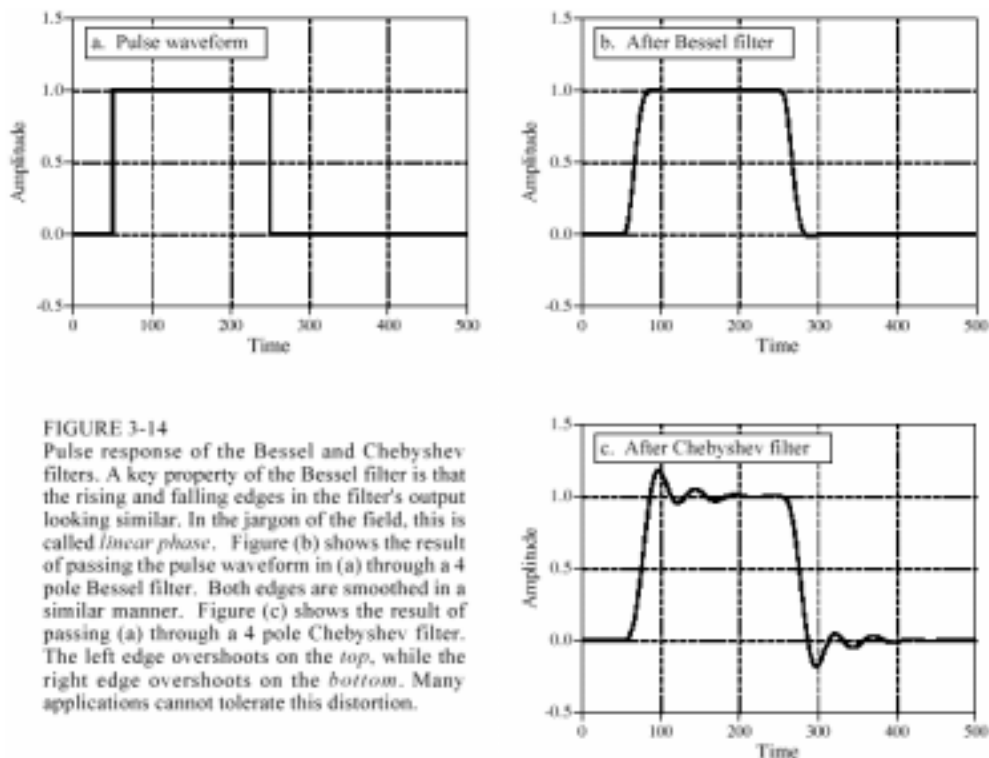 a. Pulse waveform
1.5
1.0
0.5
0.0
-0.5
Amplitude
0 100 200 300 400 500
Time
b. After Bessel filter
1.5
1.0
0.5
0.0
-0.5
Amplitude
0 100 200 300 400 500
Time
FIGURE 3-14
Pulse response of the Bessel and Chebyshev
filters. A key property of the Bessel filter is that
the rising and falling edges in the filter's output
looking similar. In the jargon of the field, this is
called linear phase. Figure (b) shows the result
of passing the pulse waveform in (a) through a 4
pole Bessel filter. Both edges are smoothed in a
similar manner. Figure (c) shows the result of
passing (a) through a 4 pole Chebyshev filter.
The left edge overshoots on the top, while the
right edge overshoots on the bottom. Many
applications cannot tolerate this distortion.
c. After Chebyshev filter
1.5
1.0
0.5
0.0
-0.5
Amplitude
0 100 200 300 400 500
Time